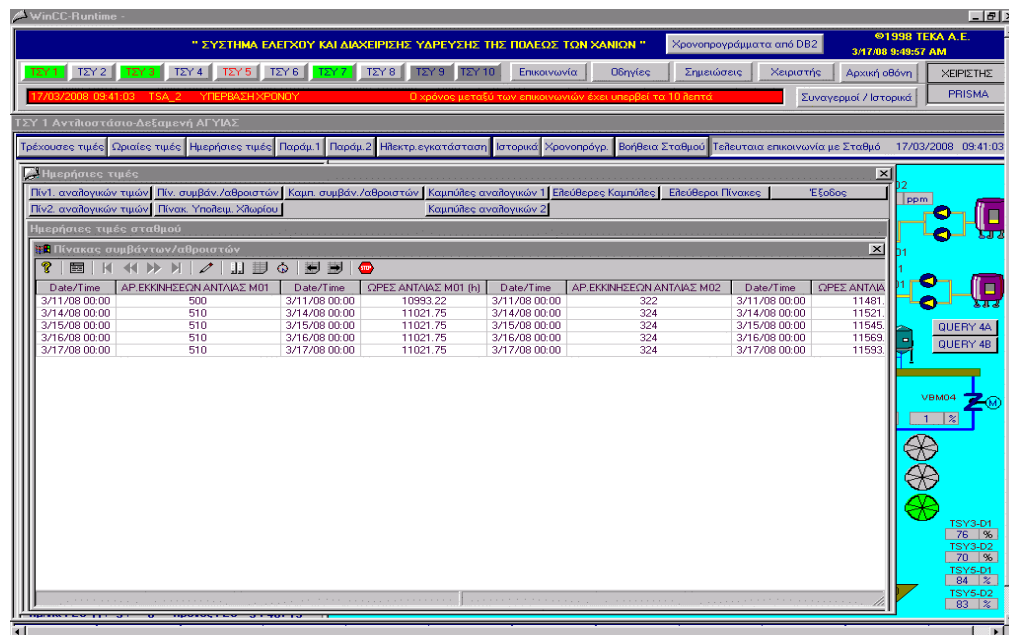 WinCC-Runtime -
" ΣΥΣΤΗΜΑ ΕΛΕΓΧΟΥ ΚΑΙ ΔΙΑΧΕΙΡΙΣΗΣ ΥΔΡΕΥΣΗΣ ΤΗΣ ΠΟΛΕΩΣ ΤΩΝ ΧΑΝΙΩΝ " Χρονοπρογράμματα από DB2 ©1998 TEKA A.E.
3/17/08 9:49:57 AM
ΤΣΥ 1 ΤΣΥ 2 ΤΣΥ 3 ΤΣΥ 4 ΤΣΥ 5 ΤΣΥ 6 ΤΣΥ 7 ΤΣΥ 8 ΤΣΥ 9 ΤΣΥ 10 Επικοινωνία Οδηγίες Σημειώσεις Χειριστής Αρχική οθόνη ΧΕΙΡΙΣΤΗΣ
17/03/2008 09:41:03 TSA_2 ΥΠΕΡΒΑΣΗ ΧΡΟΝΟΥ Ο χρόνος μεταξύ των επικοινωνιών έχει υπερβεί τα 10 λεπτά Συναγερμοί / Ιστορικά PRISMA
ΤΣΥ 1 Αντλιοστάσιο-Δεξαμενή ΑΓΥΙΑΣ
Τρέχουσες τιμές Ωριαίες τιμές Ημερήσιες τιμές Παράμ.1 Παράμ.2 Ηλεκτρ.εγκατάσταση Ιστορικά Χρονοπρόγρ. Βοήθεια Σταθμού Τελευταια επικοινωνία με Σταθμό 17/03/2008 09:41:03
Ημερήσιες τιμές
Πίν1. αναλογικών τιμών Πίν. συμβάν./αθροιστών Καμπ. συμβάν./αθροιστών Καμπύλες αναλογικών 1 Ελεύθερες Καμπύλες Ελεύθεροι Πίνακες Έξοδος
Πίν2. αναλογικών τιμών Πίνακ. Υπολειμ. Χλωρίου Καμπύλες αναλογικών 2
Ημερήσιες τιμές σταθμού
Πίνακας συμβάντων/αθροιστών
STOP
Date/Time ΑΡ.ΕΚΚΙΝΗΣΕΩΝ ΑΝΤΛΙΑΣ M01 Date/Time ΩΡΕΣ ΑΝΤΛΙΑΣ M01 (h) Date/Time ΑΡ.ΕΚΚΙΝΗΣΕΩΝ ΑΝΤΛΙΑΣ M02 Date/Time ΩΡΕΣ ΑΝΤΛΙΑ
3/11/08 00:00 500 3/11/08 00:00 10993.22 3/11/08 00:00 322 3/11/08 00:00 11481.
3/14/08 00:00 510 3/14/08 00:00 11021.75 3/14/08 00:00 324 3/14/08 00:00 11521.
3/15/08 00:00 510 3/15/08 00:00 11021.75 3/15/08 00:00 324 3/15/08 00:00 11545.
3/16/08 00:00 510 3/16/08 00:00 11021.75 3/16/08 00:00 324 3/16/08 00:00 11569.
3/17/08 00:00 510 3/17/08 00:00 11021.75 3/17/08 00:00 324 3/17/08 00:00 11593.
ppm
QUERY 4A
QUERY 4B
VBM04
M
1 %
TSY3-D1
76 %
TSY3-D2
70 %
TSY5-D1
84 %
TSY5-D2
83 %